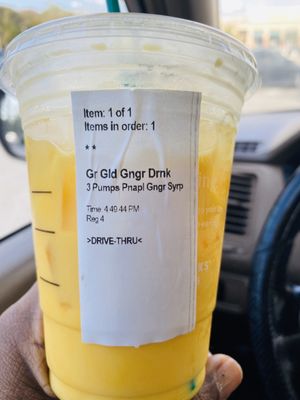 Item: 1 of 1
Items in order: 1
**
Gr Gld Gngr Drnk
3 Pumps Pnapl Gngr Syrp
Time 4:49:44 PM
Reg 4
>DRIVE-THRU<